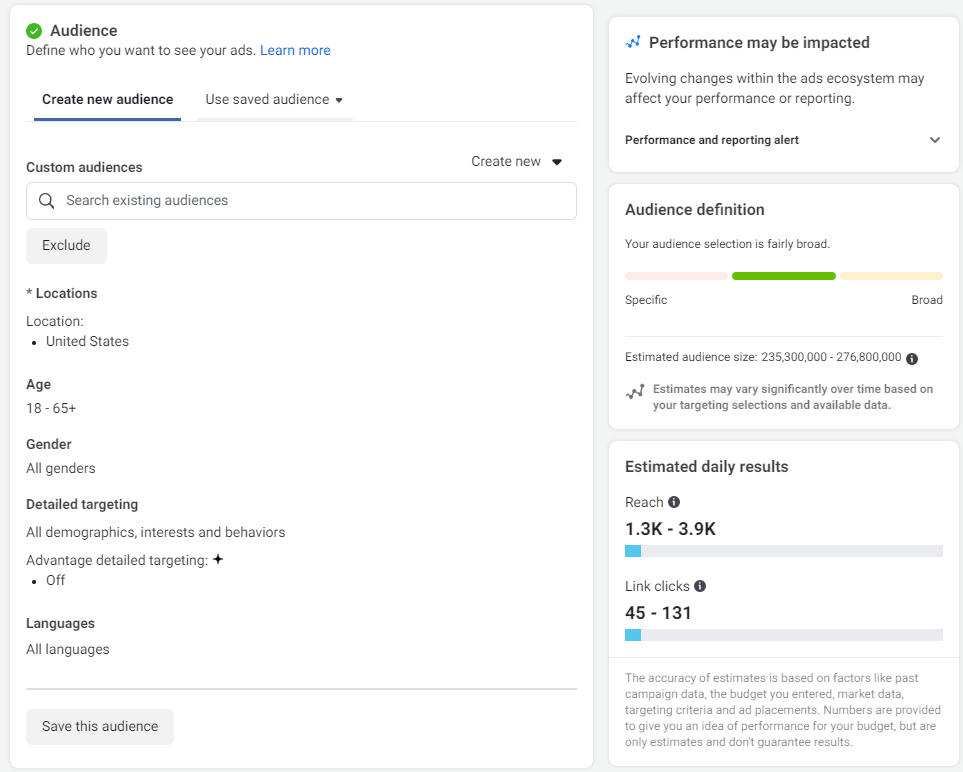 Audience
Define who you want to see your ads. Learn more
Create new audience
Use saved audience
Custom audiences
Create new
Search existing audiences
Exclude
* Locations
Location:
• United States
Age
18 - 65+
Gender
All genders
Detailed targeting
All demographics, interests and behaviors
Advantage detailed targeting:
• Off
Languages
All languages
Save this audience
Performance may be impacted
Evolving changes within the ads ecosystem may
affect your performance or reporting.
Performance and reporting alert
Audience definition
Your audience selection is fairly broad.
Specific
Broad
Estimated audience size: 235,300,000 - 276,800,000
Estimates may vary significantly over time based on
your targeting selections and available data.
Estimated daily results
Reach
1.3K - 3.9K
Link clicks
45 - 131
The accuracy of estimates is based on factors like past
campaign data, the budget you entered, market data,
targeting criteria and ad placements. Numbers are provided
to give you an idea of performance for your budget, but are
only estimates and don't guarantee results.